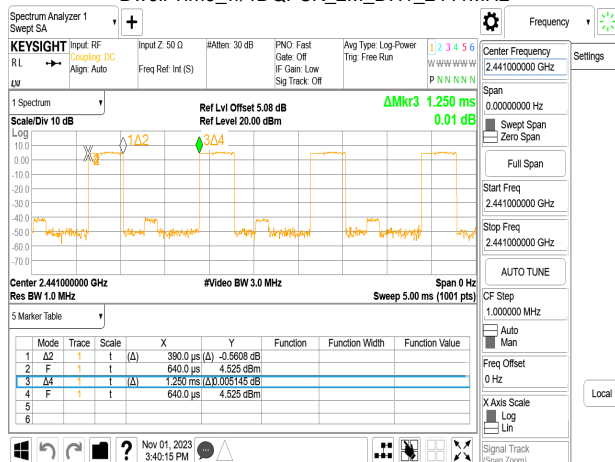 Spectrum Analyzer 1
Swept SA
Frequency
Settings
KEYSIGHT
Input: RF
Coupling: DC
Align: Auto
Input Z: 50 Ω
Freq Ref: Int (S)
#Atten: 30 dB
PNO: Fast
Gate: Off
IF Gain: Low
Sig Track: Off
Avg Type: Log-Power
Trig: Free Run
1 2 3 4 5 6
W W W W W W
P N N N N N
RL
1 Spectrum
Scale/Div 10 dB
Log
Ref Lvl Offset 5.08 dB
Ref Level 20.00 dBm
ΔMkr3 1.250 ms
0.01 dB
1Δ2
3Δ4
10.0
0.00
-10.0
-20.0
-30.0
-40.0
-50.0
-60.0
-70.0
Center 2.441000000 GHz
Res BW 1.0 MHz
#Video BW 3.0 MHz
Span 0 Hz
Sweep 5.00 ms (1001 pts)
5 Marker Table
Mode Trace Scale X Y Function Function Width Function Value
1 Δ2 1 t (Δ) 390.0 µs (Δ) -0.5608 dB
2 F 1 t 640.0 µs 4.525 dBm
3 Δ4 1 t (Δ) 1.250 ms (Δ)0.005145 dB
4 F 1 t 640.0 µs 4.525 dBm
5
6
Nov 01, 2023
3:40:15 PM
Center Frequency
2.441000000 GHz
Span
0.00000000 Hz
Swept Span
Zero Span
Full Span
Start Freq
2.441000000 GHz
Stop Freq
2.441000000 GHz
AUTO TUNE
CF Step
1.000000 MHz
Auto
Man
Freq Offset
0 Hz
X Axis Scale
Log
Lin
Signal Track
(Span Zoom)
Local